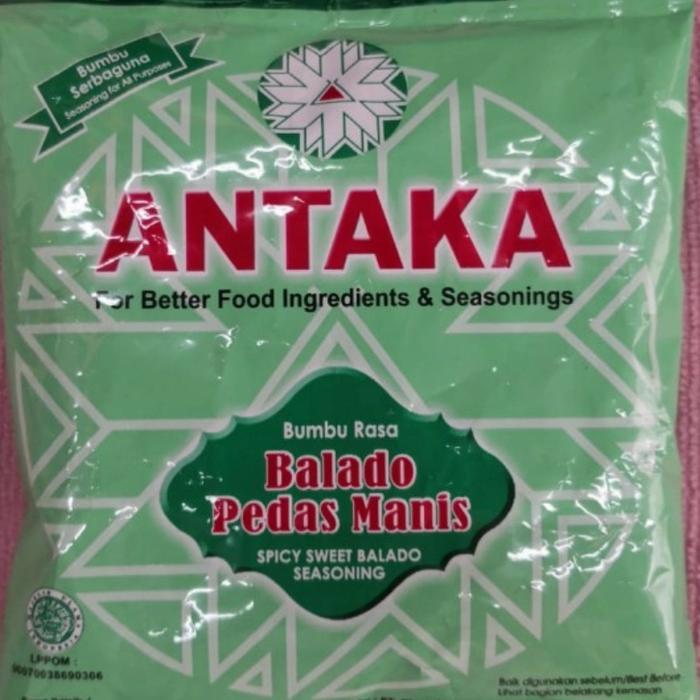 Bumbu
Serbaguna
Seasoning for All Purposes
ANTAKA
For Better Food Ingredients & Seasonings
Bumbu Rasa
Balado
Pedas Manis
SPICY SWEET BALADO
SEASONING
LPPOM :
00070038690306
Baik digunakan sebelum/Best Before
Lihat bagian belakang kemasan